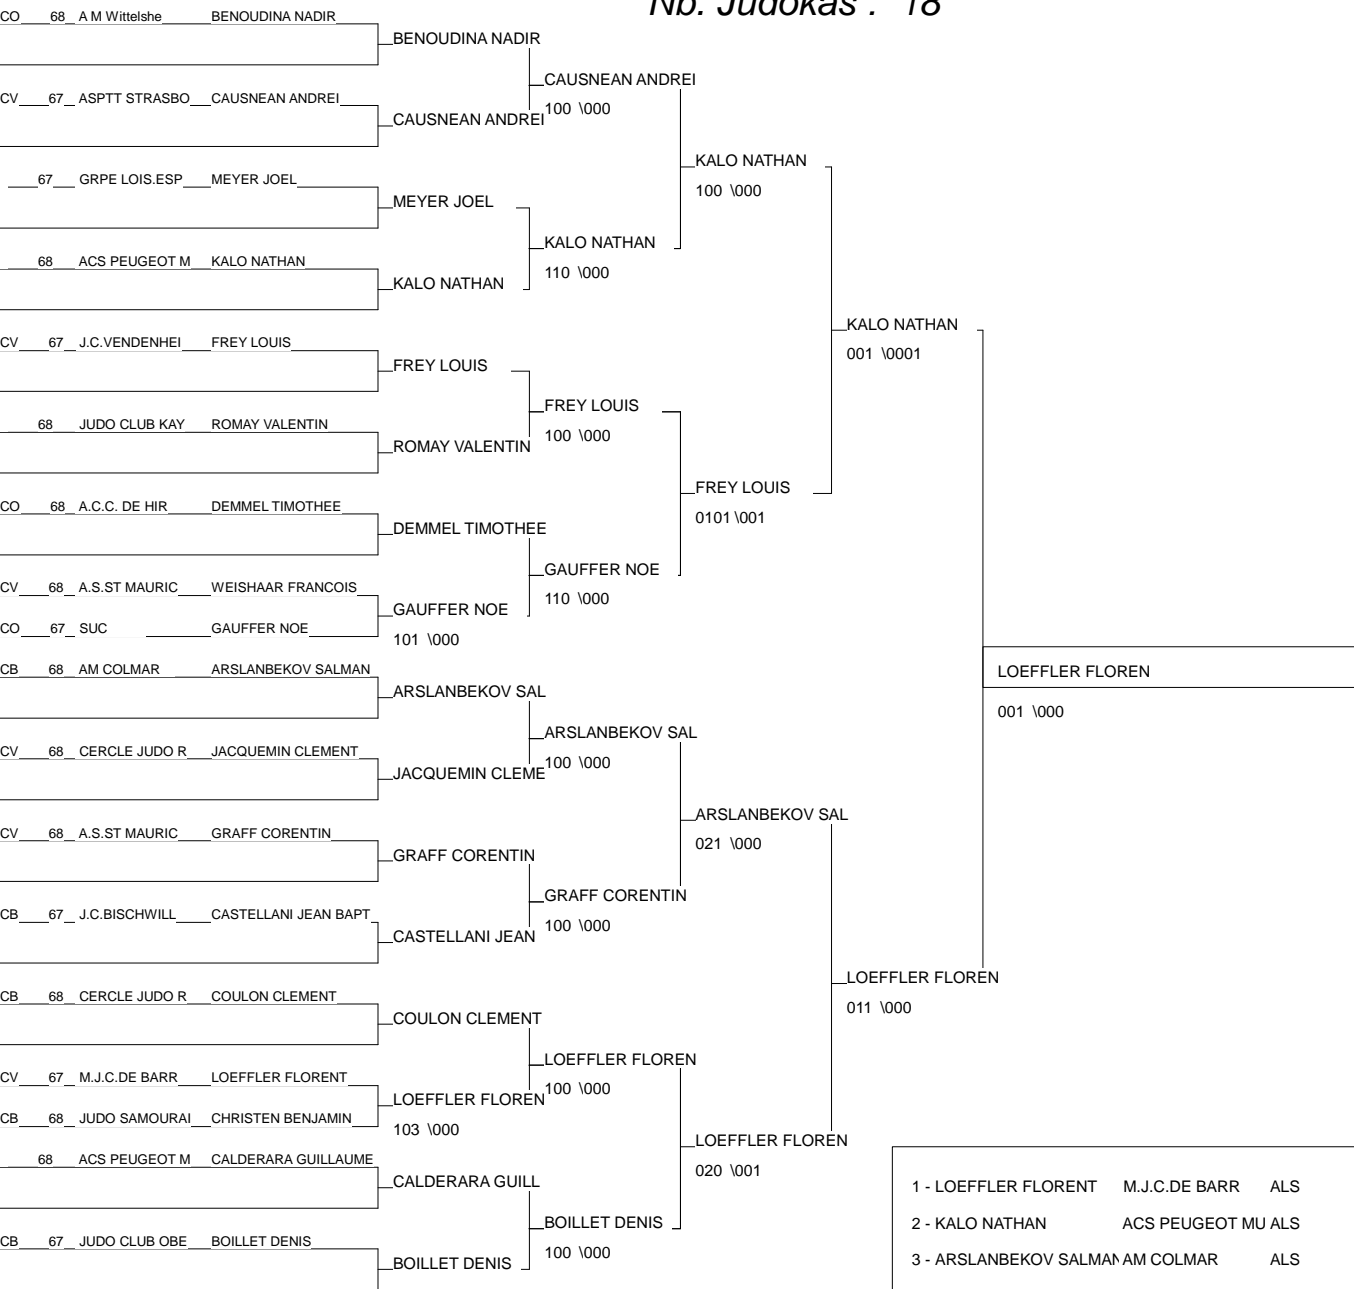 Nb. Judokas : 18
CO 68 A M Wittelshe BENOUDINA NADIR
BENOUDINA NADIR
CAUSNEAN ANDREI
100 \000
CV 67 ASPTT STRASBO CAUSNEAN ANDREI
CAUSNEAN ANDREI
KALO NATHAN
100 \000
67 GRPE LOIS.ESP MEYER JOEL
MEYER JOEL
KALO NATHAN
110 \000
68 ACS PEUGEOT M KALO NATHAN
KALO NATHAN
KALO NATHAN
001 \0001
CV 67 J.C.VENDENHEI FREY LOUIS
FREY LOUIS
FREY LOUIS
100 \000
68 JUDO CLUB KAY ROMAY VALENTIN
ROMAY VALENTIN
FREY LOUIS
0101 \001
CO 68 A.C.C. DE HIR DEMMEL TIMOTHEE
DEMMEL TIMOTHEE
GAUFFER NOE
110 \000
CV 68 A.S.ST MAURIC WEISHAAR FRANCOIS
GAUFFER NOE
101 \000
CO 67 SUC GAUFFER NOE
LOEFFLER FLOREN
001 \000
CB 68 AM COLMAR ARSLANBEKOV SALMAN
ARSLANBEKOV SAL
ARSLANBEKOV SAL
100 \000
CV 68 CERCLE JUDO R JACQUEMIN CLEMENT
JACQUEMIN CLEME
ARSLANBEKOV SAL
021 \000
CV 68 A.S.ST MAURIC GRAFF CORENTIN
GRAFF CORENTIN
GRAFF CORENTIN
100 \000
CB 67 J.C.BISCHWILL CASTELLANI JEAN BAPT
CASTELLANI JEAN
LOEFFLER FLOREN
011 \000
CB 68 CERCLE JUDO R COULON CLEMENT
COULON CLEMENT
LOEFFLER FLOREN
100 \000
CV 67 M.J.C.DE BARR LOEFFLER FLORENT
LOEFFLER FLOREN
103 \000
CB 68 JUDO SAMOURAI CHRISTEN BENJAMIN
LOEFFLER FLOREN
020 \001
68 ACS PEUGEOT M CALDERARA GUILLAUME
CALDERARA GUILL
BOILLET DENIS
100 \000
CB 67 JUDO CLUB OBE BOILLET DENIS
BOILLET DENIS
1 - LOEFFLER FLORENT M.J.C.DE BARR ALS
2 - KALO NATHAN ACS PEUGEOT MU ALS
3 - ARSLANBEKOV SALMAN AM COLMAR ALS